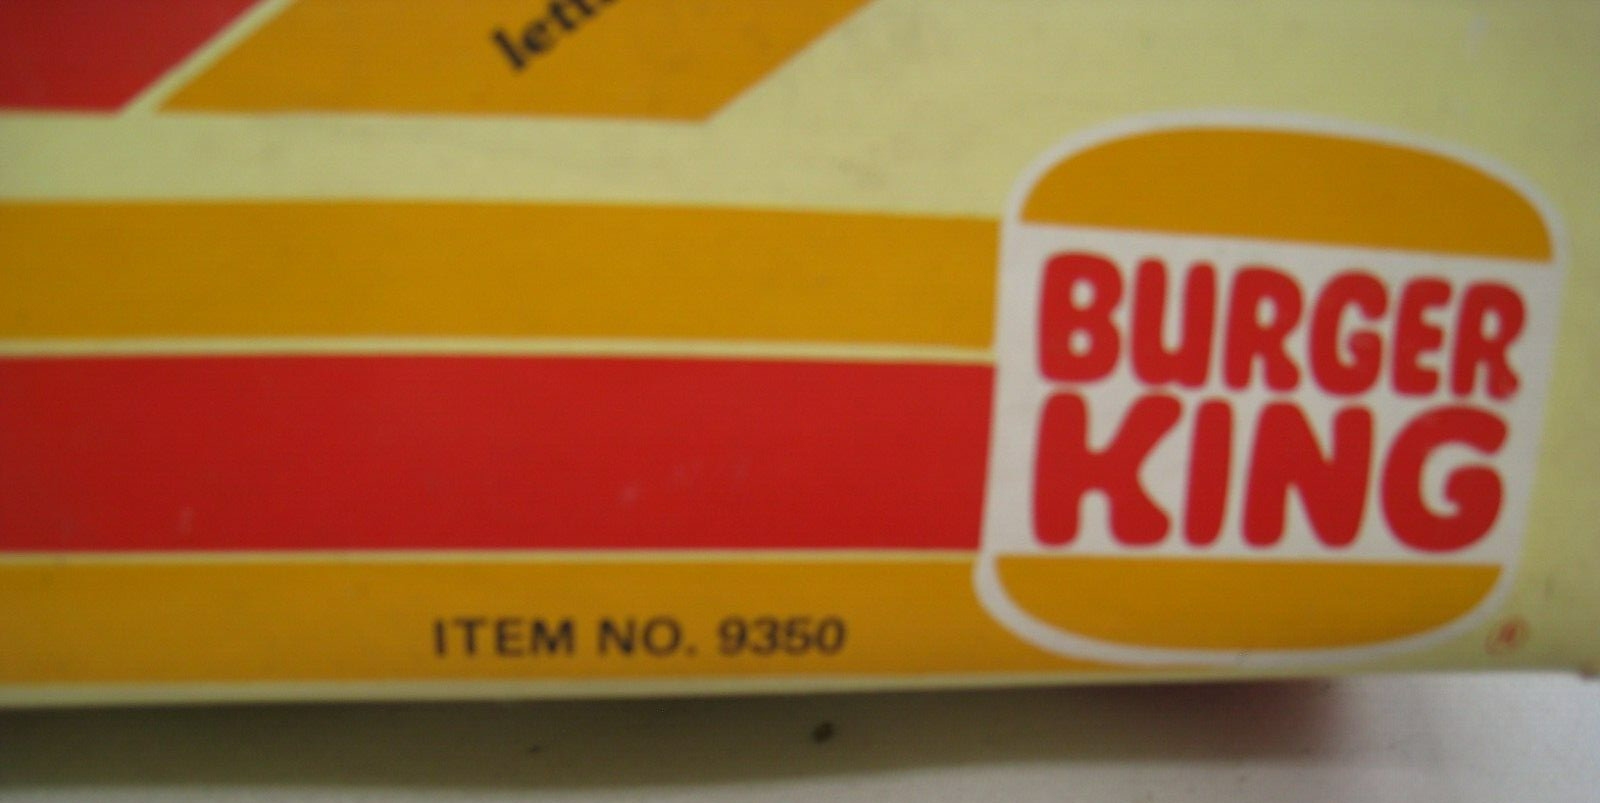 BURGER
KING
®
ITEM NO. 9350